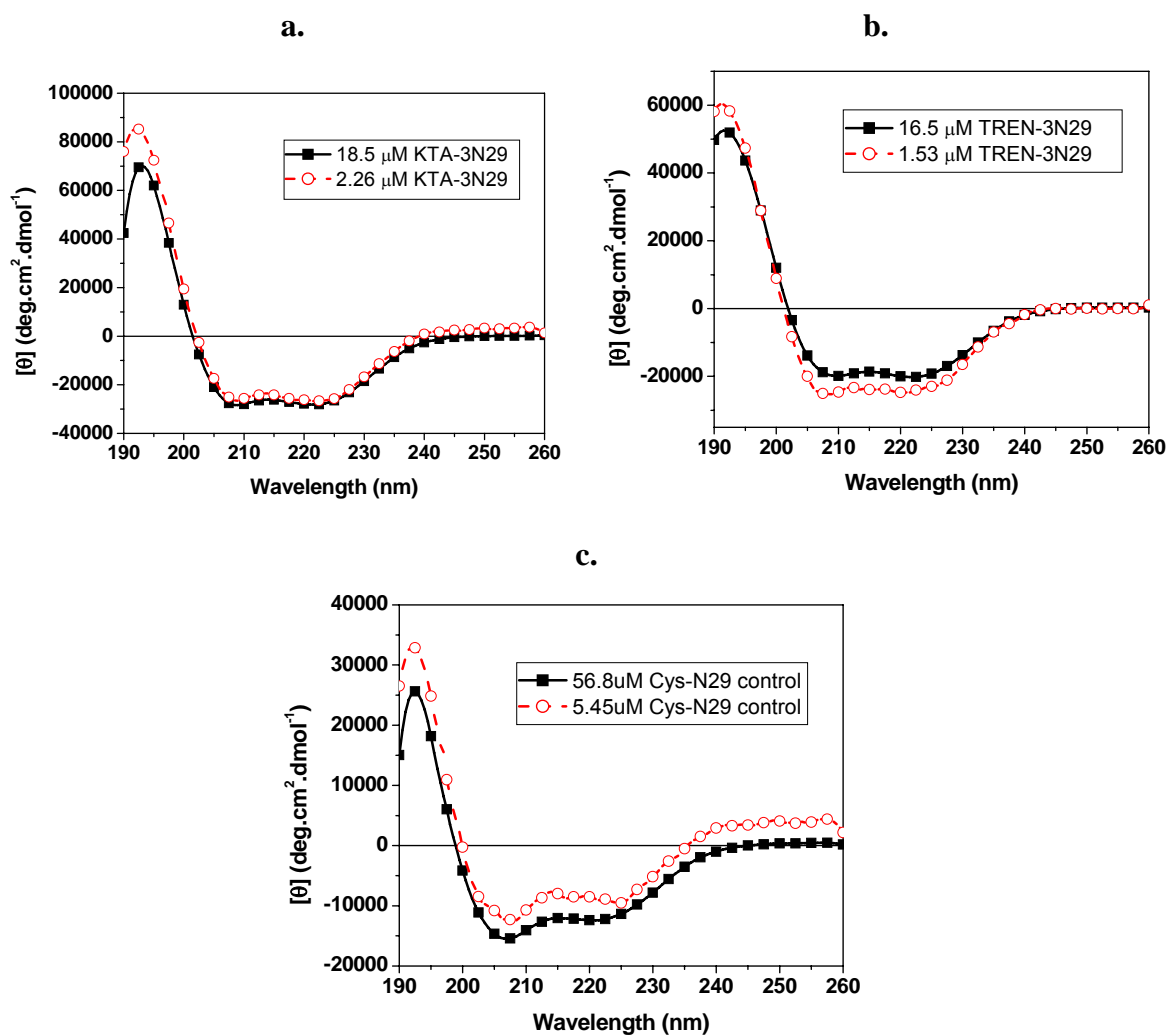 a.
100000
80000
60000
40000
20000
0
-20000
-40000
190 200 210 220 230 240 250 260
[θ] (deg.cm².dmol⁻¹)
Wavelength (nm)
18.5 μM KTA-3N29
2.26 μM KTA-3N29
b.
60000
40000
20000
0
-20000
190 200 210 220 230 240 250 260
[θ] (deg.cm².dmol⁻¹)
Wavelength (nm)
16.5 μM TREN-3N29
1.53 μM TREN-3N29
c.
40000
30000
20000
10000
0
-10000
-20000
190 200 210 220 230 240 250 260
[θ] (deg.cm².dmol⁻¹)
Wavelength (nm)
56.8uM Cys-N29 control
5.45uM Cys-N29 control